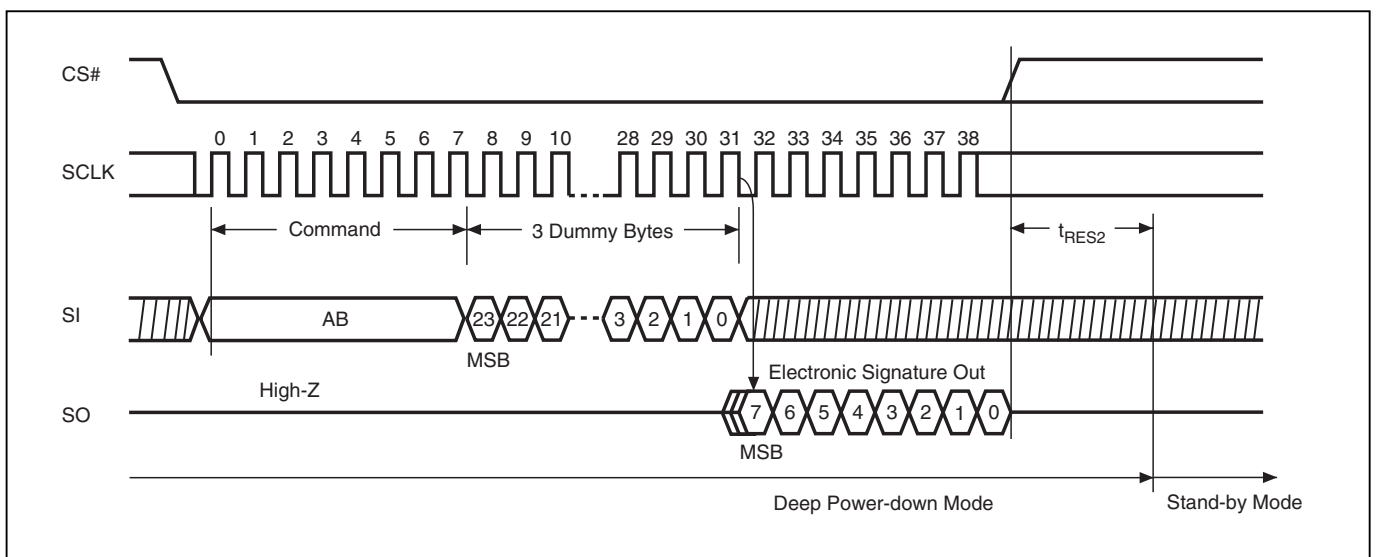 CS#
0 1 2 3 4 5 6 7 8 9 10 28 29 30 31 32 33 34 35 36 37 38
SCLK
Command 3 Dummy Bytes tRES2
SI AB 23 22 21 3 2 1 0
MSB
High-Z Electronic Signature Out
SO 7 6 5 4 3 2 1 0
MSB
Deep Power-down Mode Stand-by Mode